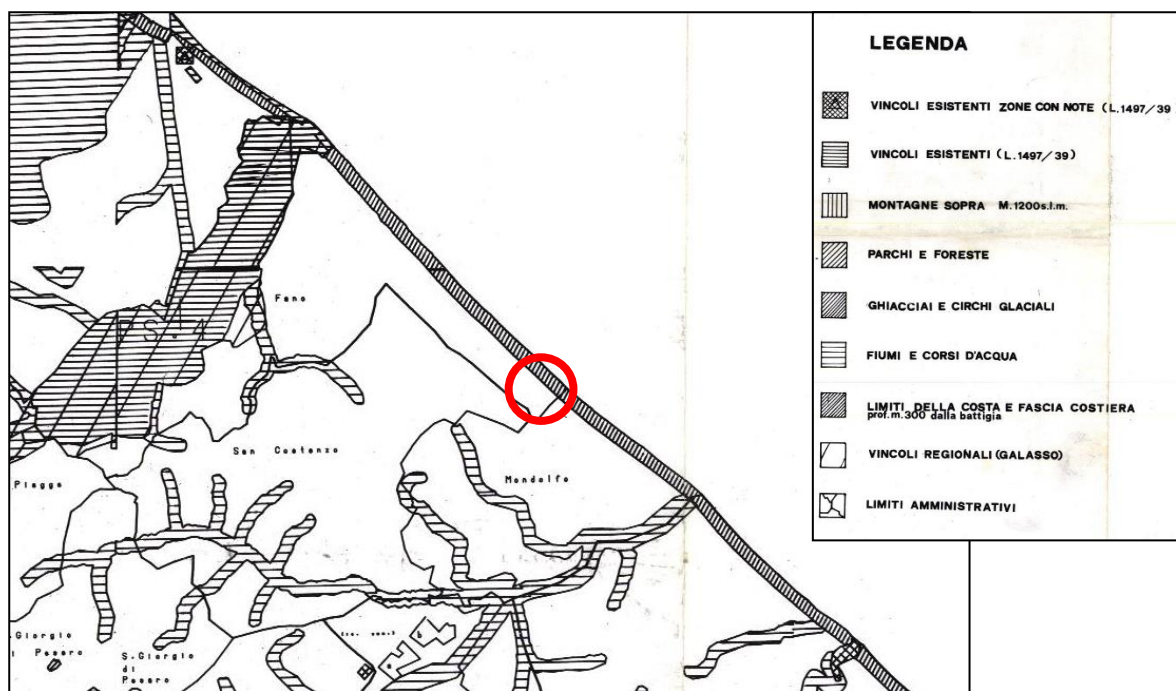 LEGENDA
VINCOLI ESISTENTI ZONE CON NOTE (L.1497/39
VINCOLI ESISTENTI (L.1497/39)
MONTAGNE SOPRA M.1200s.l.m.
PARCHI E FORESTE
GHIACCIAI E CIRCHI GLACIALI
FIUMI E CORSI D'ACQUA
LIMITI DELLA COSTA E FASCIA COSTIERA
prof.m.300 dalla battigia
VINCOLI REGIONALI (GALASSO)
LIMITI AMMINISTRATIVI
Fano
San Costanzo
Piagge
Mondolfo
.Giorgio
Pesaro
S.Giorgio
di
Pesaro
b